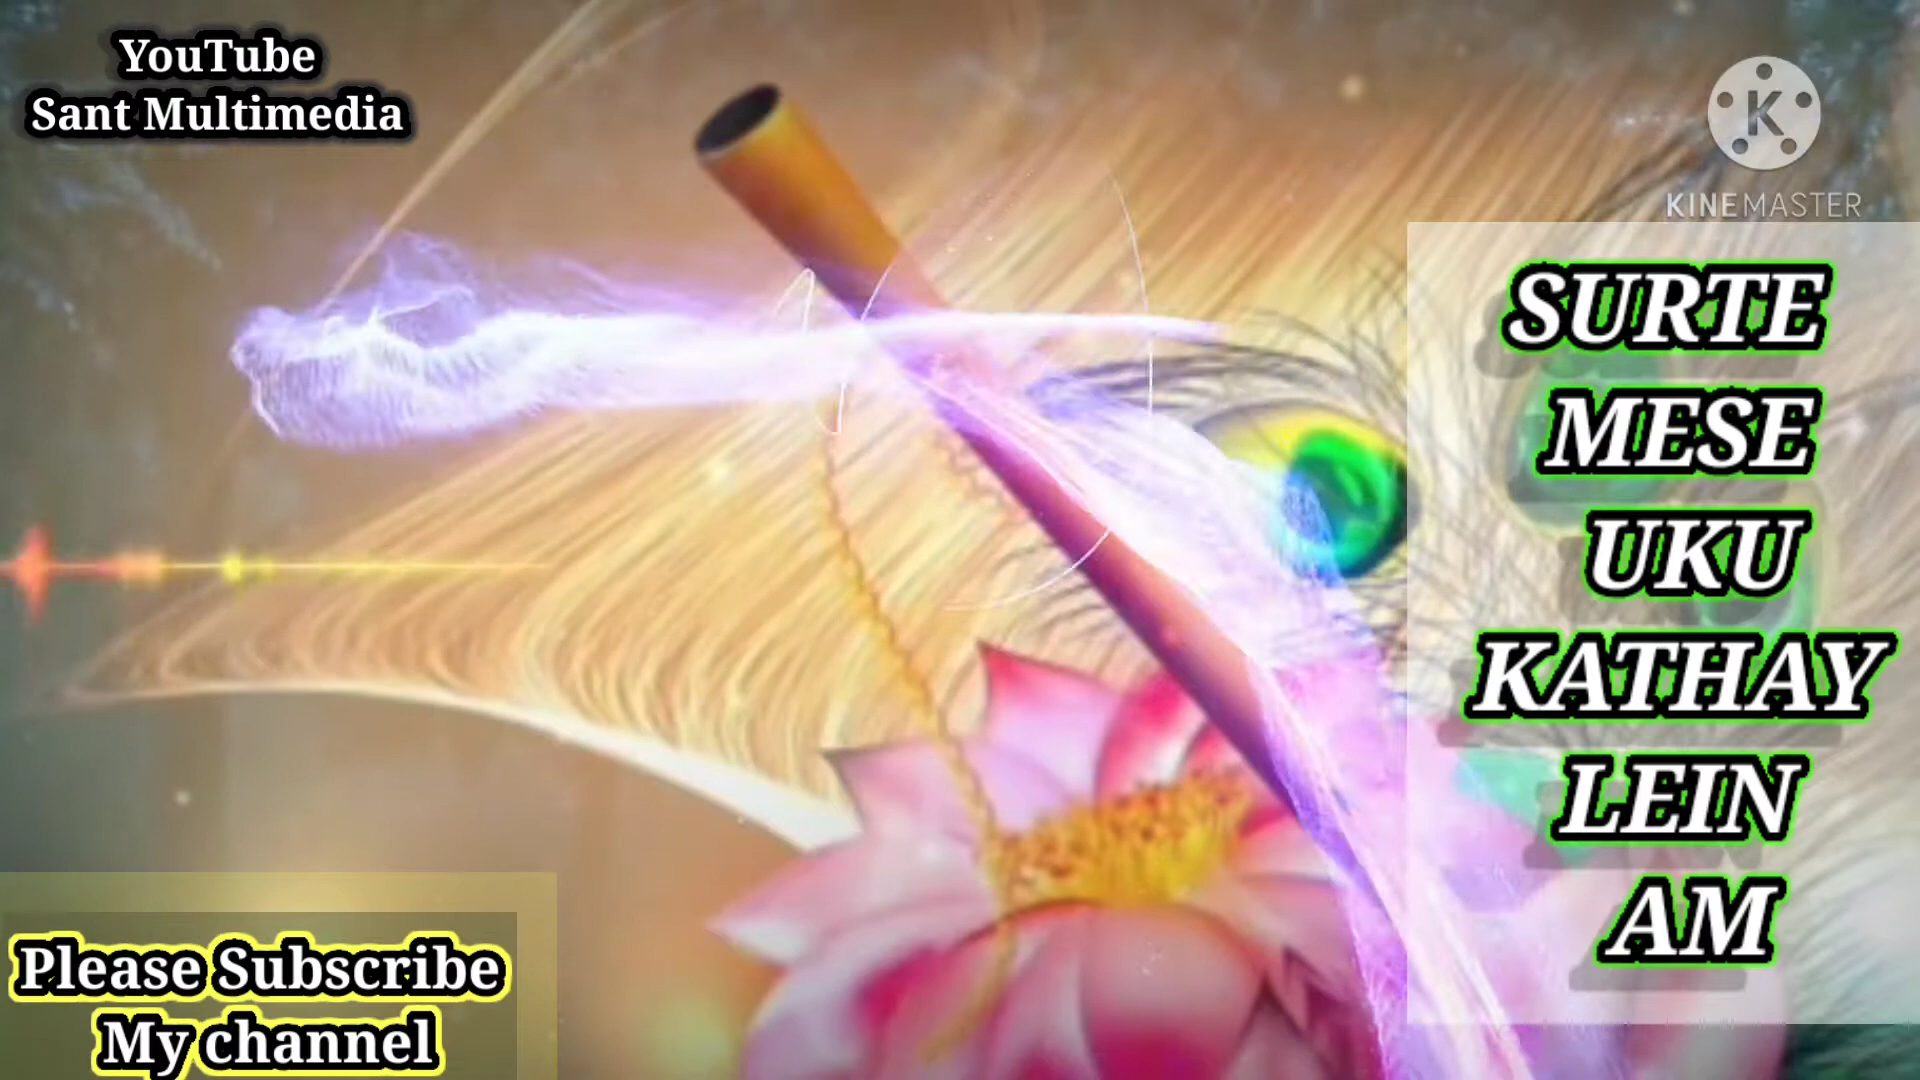 YouTube
Sant Multimedia
K
KINEMASTER
SURTE
MESE
UKU
KATHAY
LEIN
AM
Please Subscribe
My channel